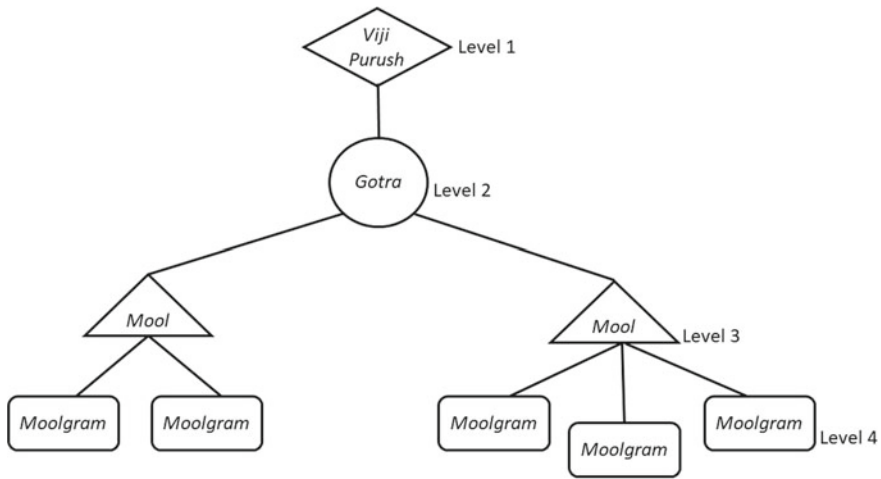 Viji
Purush
Level 1
Gotra
Level 2
Mool
Mool
Level 3
Moolgram
Moolgram
Moolgram
Moolgram
Moolgram
Level 4